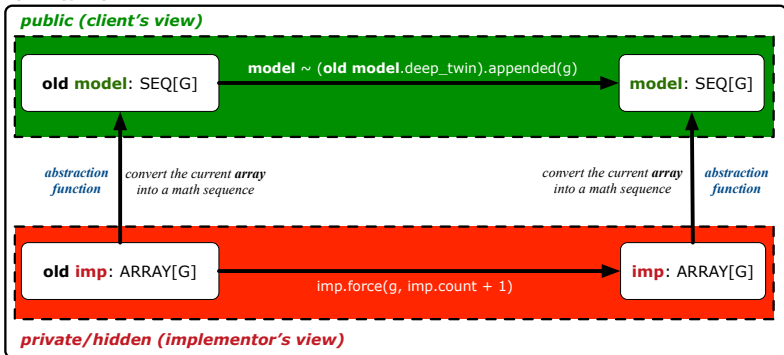 public (client's view)
old model: SEQ[G]
model ~ (old model.deep_twin).appended(g)
model: SEQ[G]
abstraction
function
convert the current array
into a math sequence
convert the current array
into a math sequence
abstraction
function
old imp: ARRAY[G]
imp.force(g, imp.count + 1)
imp: ARRAY[G]
private/hidden (implementor's view)